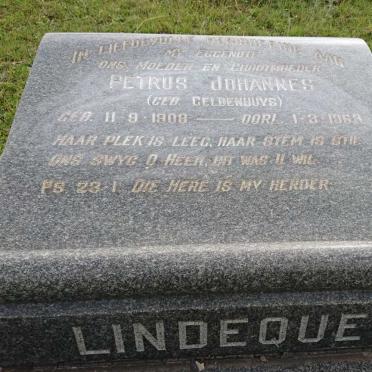 IN LIEFDEVOLLE HERINNERING AAN
MY EGGENOTE
ONS MOEDER EN GROOTMOEDER
PETRUS JOHANNES
(GEB. GELDENHUYS)
GEB. 11-9-1908 — OORL. 1-3-1969
HAAR PLEK IS LEEG, HAAR STEM IS STIL
ONS SWYG O HEER, DIT WAS U WIL.
PS 23-1. DIE HERE IS MY HERDER
LINDEQUE